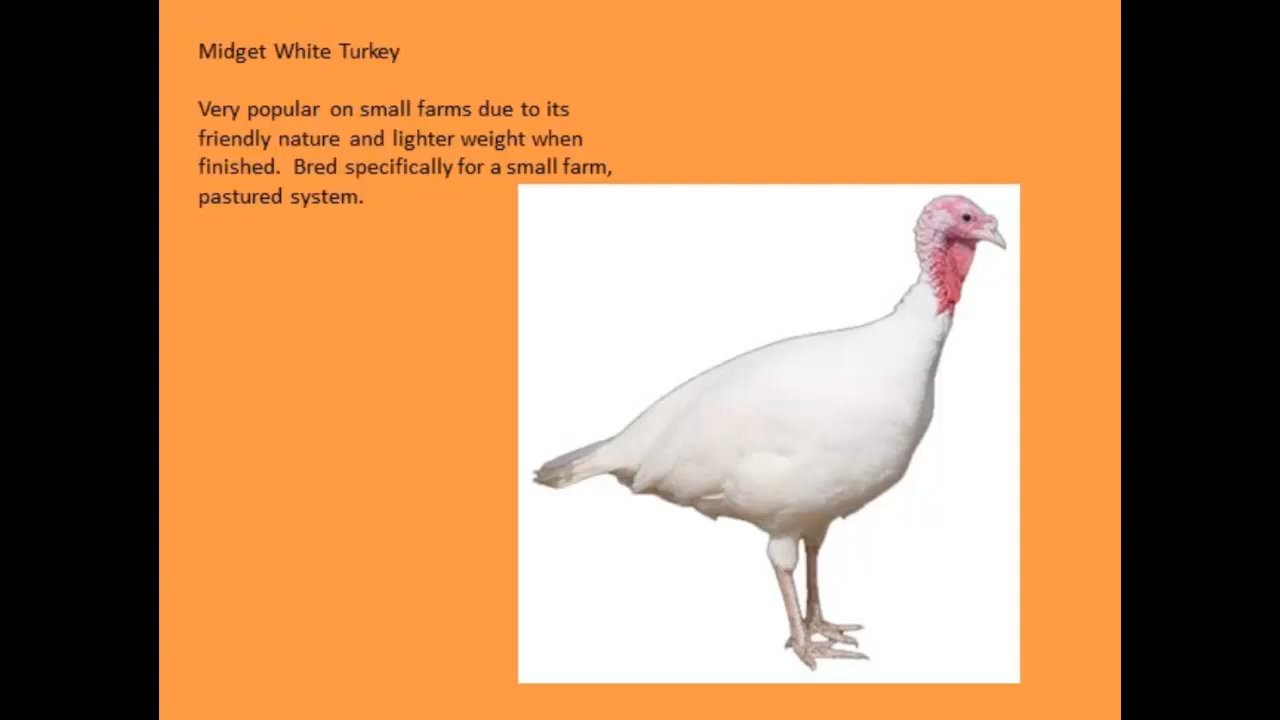 Midget White Turkey
Very popular on small farms due to its
friendly nature and lighter weight when
finished. Bred specifically for a small farm,
pastured system.